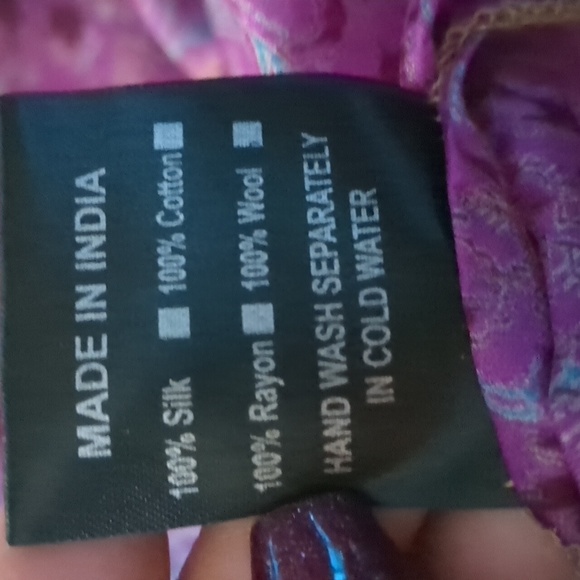 MADE IN INDIA
100% Silk 100% Cotton
100% Rayon 100% Wool
HAND WASH SEPARATELY
IN COLD WATER